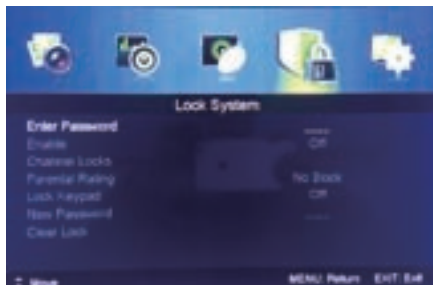 Lock System
Enter Password ----
Enable Off
Channel Locks
Parental Rating No Block
Lock Keypad Off
New Password ----
Clear Lock
Move MENU: Return EXIT: Exit